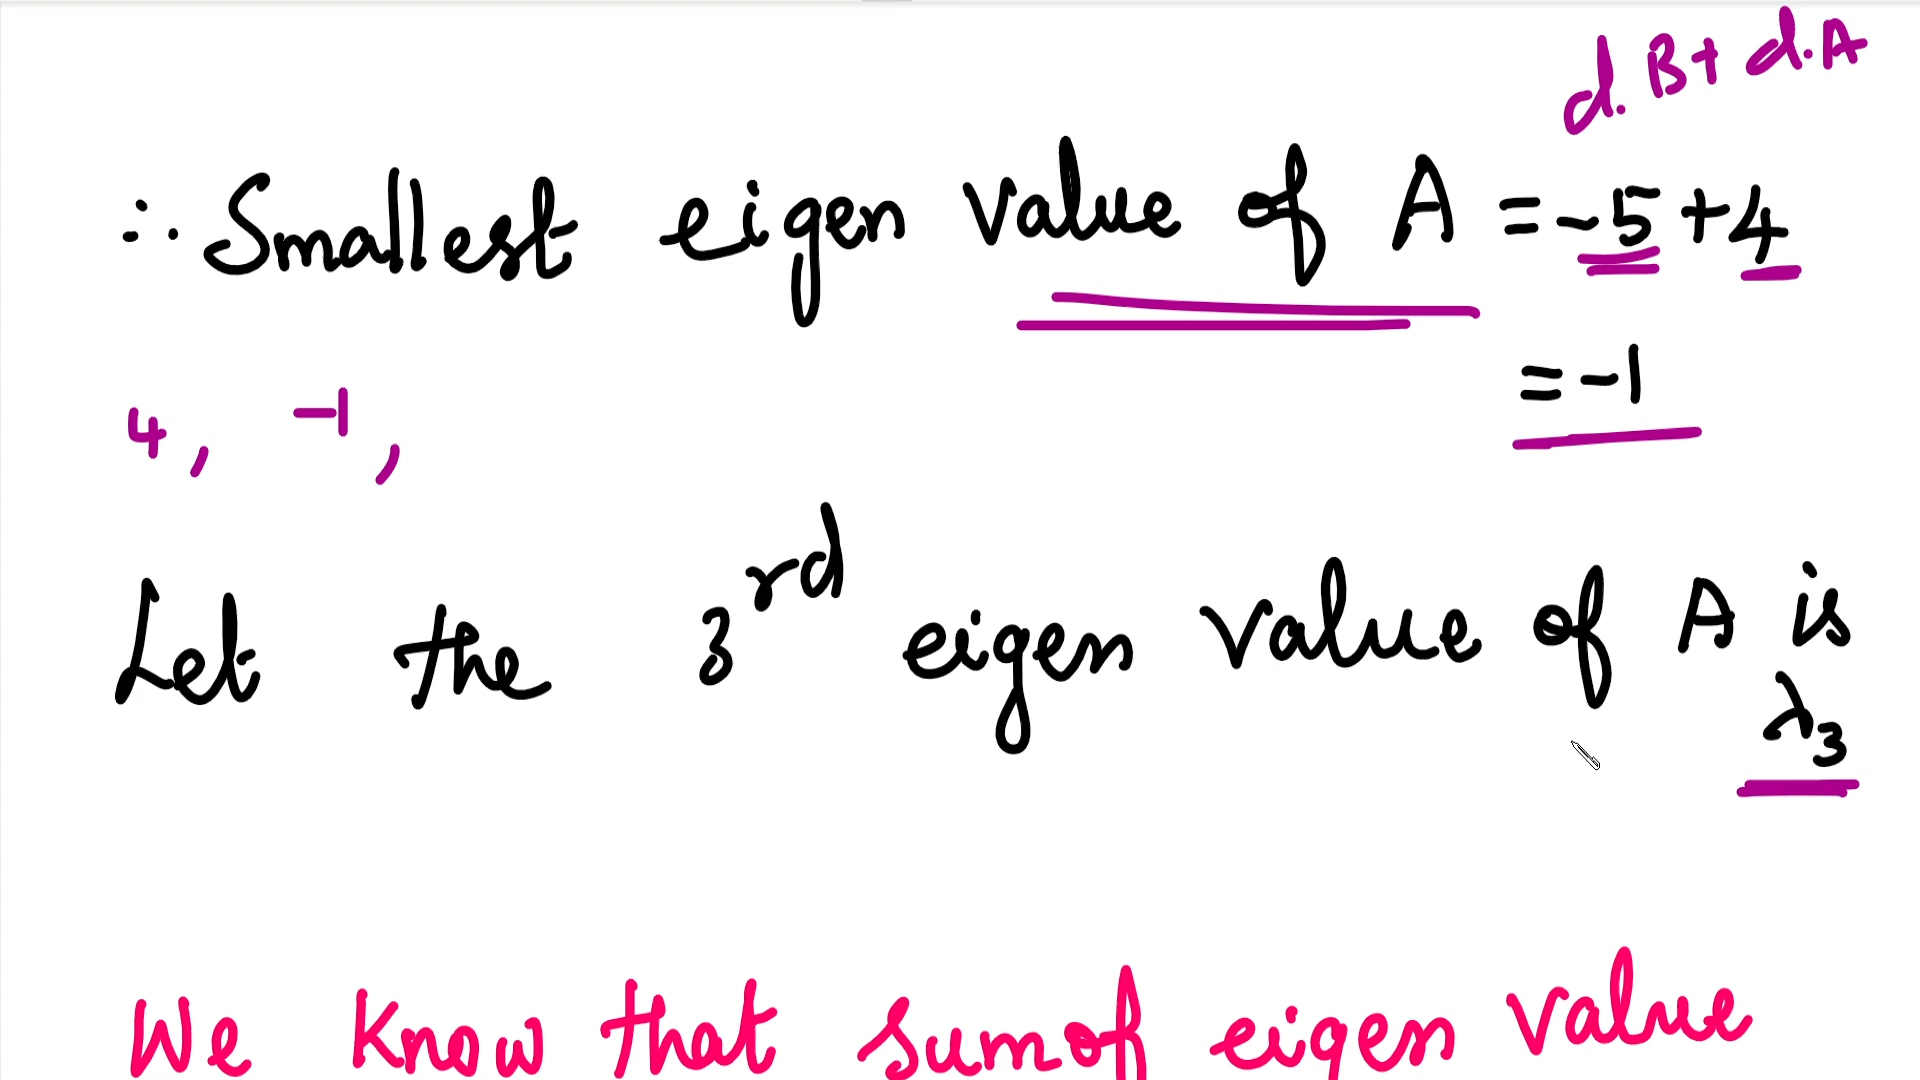 d.B+ d.A
∴ Smallest eigen value of A = -5+4
= -1
4, -1,
Let the 3rd eigen value of A is
λ3
We know that sum of eigen value